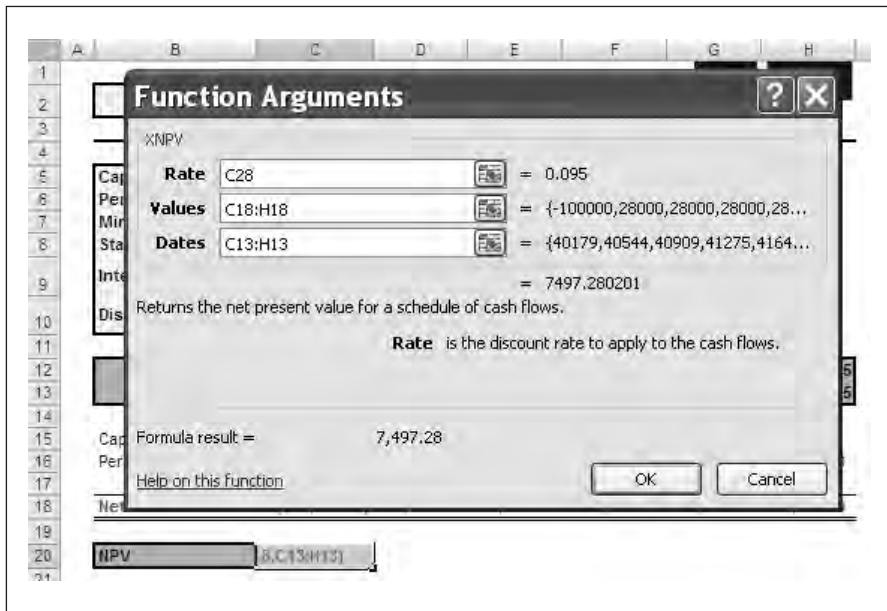 A B C D E F G H
1
2
3
4
5 Cap
6 Per
7 Min
8 Sta
9 Inte
10 Dis
11
12 5
13 5
14
15 Cap
16 Per
17
18 Net
19
20 NPV 8,C13:H13)
21
Function Arguments
XNPV
Rate C28 = 0.095
Values C18:H18 = {-100000,28000,28000,28000,28...
Dates C13:H13 = {40179,40544,40909,41275,4164...
= 7497.280201
Returns the net present value for a schedule of cash flows.
Rate is the discount rate to apply to the cash flows.
Formula result = 7,497.28
Help on this function
OK Cancel